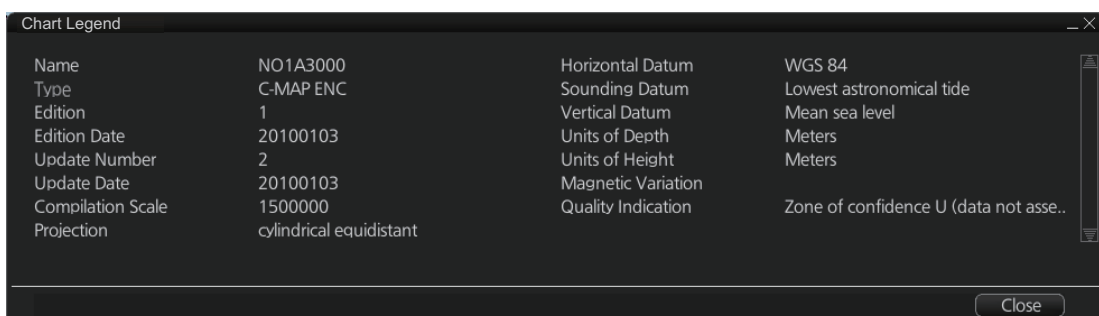 Chart Legend
Name NO1A3000 Horizontal Datum WGS 84
Type C-MAP ENC Sounding Datum Lowest astronomical tide
Edition 1 Vertical Datum Mean sea level
Edition Date 20100103 Units of Depth Meters
Update Number 2 Units of Height Meters
Update Date 20100103 Magnetic Variation
Compilation Scale 1500000 Quality Indication Zone of confidence U (data not asse..
Projection cylindrical equidistant
Close